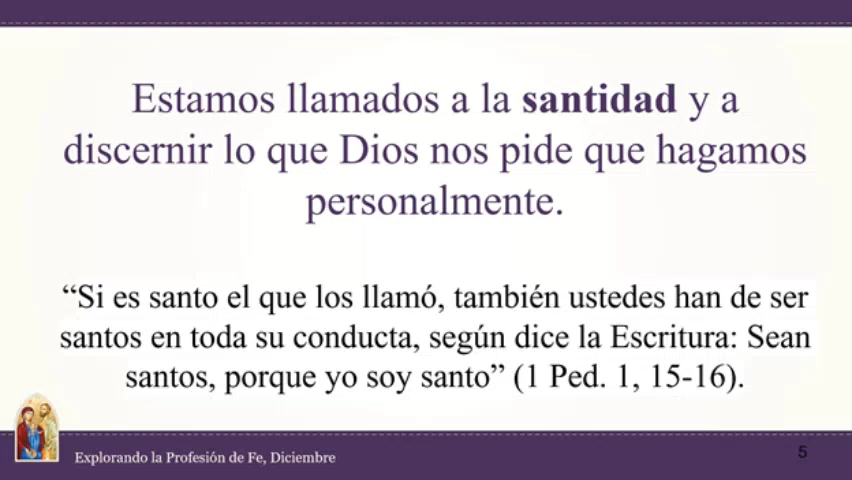 Estamos llamados a la santidad y a
discernir lo que Dios nos pide que hagamos
personalmente.
“Si es santo el que los llamó, también ustedes han de ser
santos en toda su conducta, según dice la Escritura: Sean
santos, porque yo soy santo” (1 Ped. 1, 15-16).
Explorando la Profesión de Fe, Diciembre
5